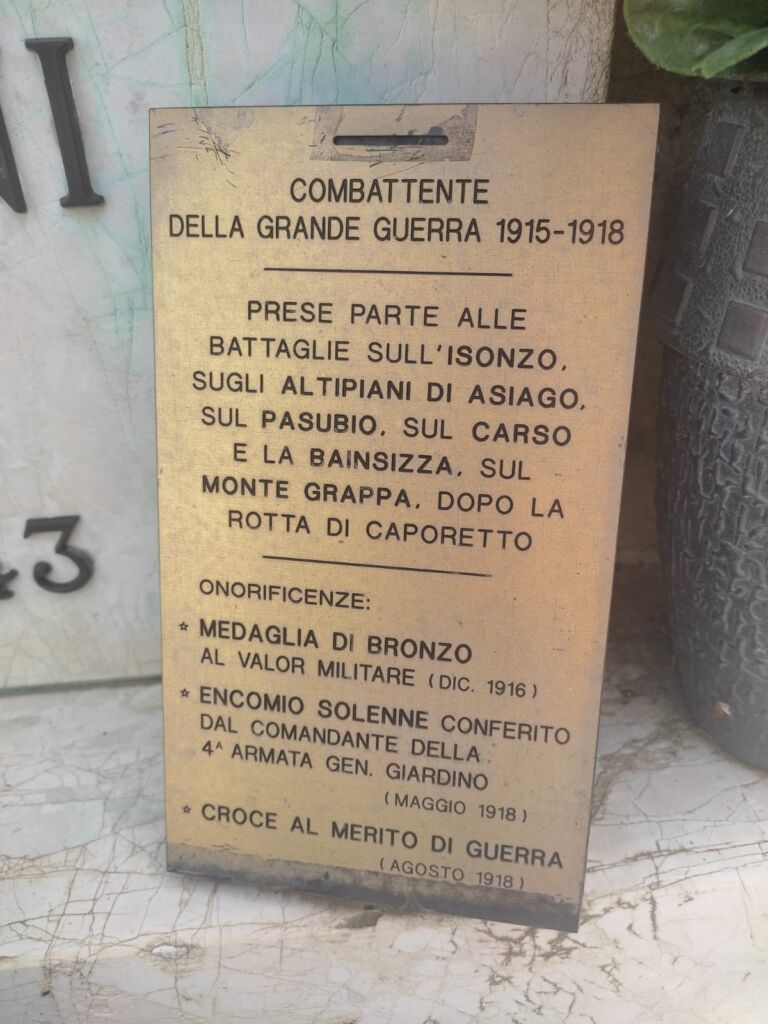 NI
COMBATTENTE
DELLA GRANDE GUERRA 1915-1918
PRESE PARTE ALLE
BATTAGLIE SULL'ISONZO,
SUGLI ALTIPIANI DI ASIAGO,
SUL PASUBIO, SUL CARSO
E LA BAINSIZZA, SUL
MONTE GRAPPA, DOPO LA
ROTTA DI CAPORETTO
ONORIFICENZE:
* MEDAGLIA DI BRONZO
AL VALOR MILITARE (DIC. 1916)
* ENCOMIO SOLENNE CONFERITO
DAL COMANDANTE DELLA
4ᴬ ARMATA GEN. GIARDINO
(MAGGIO 1918)
* CROCE AL MERITO DI GUERRA
(AGOSTO 1918)
43